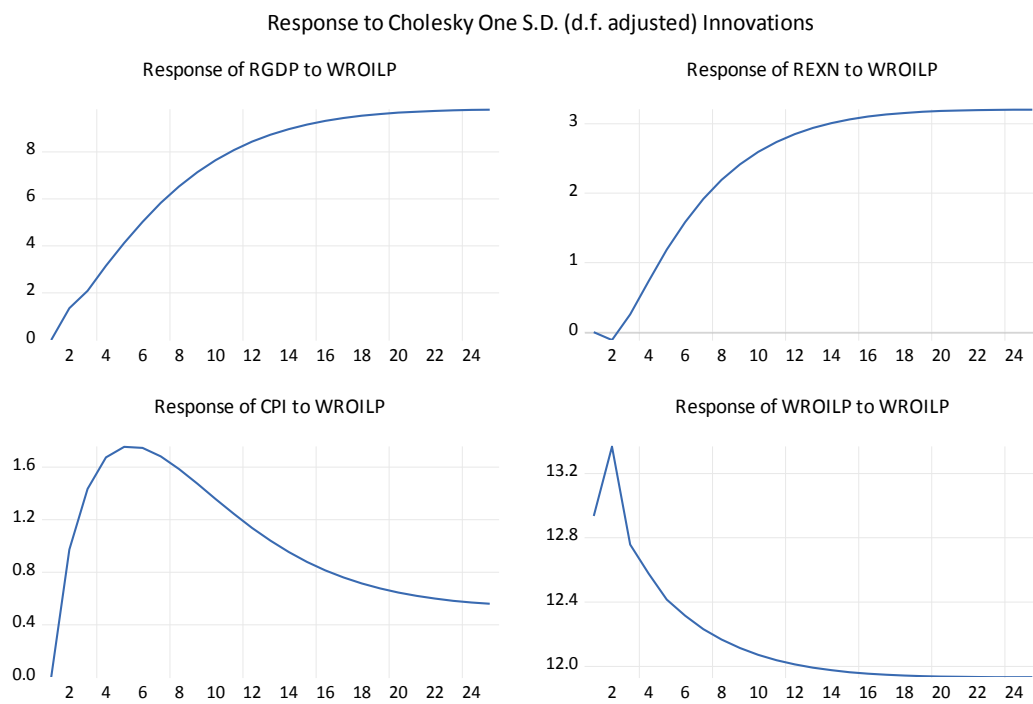 Response to Cholesky One S.D. (d.f. adjusted) Innovations
Response of RGDP to WROILP
8
6
4
2
0
2 4 6 8 10 12 14 16 18 20 22 24
Response of REXN to WROILP
3
2
1
0
2 4 6 8 10 12 14 16 18 20 22 24
Response of CPI to WROILP
1.6
1.2
0.8
0.4
0.0
2 4 6 8 10 12 14 16 18 20 22 24
Response of WROILP to WROILP
13.2
12.8
12.4
12.0
2 4 6 8 10 12 14 16 18 20 22 24